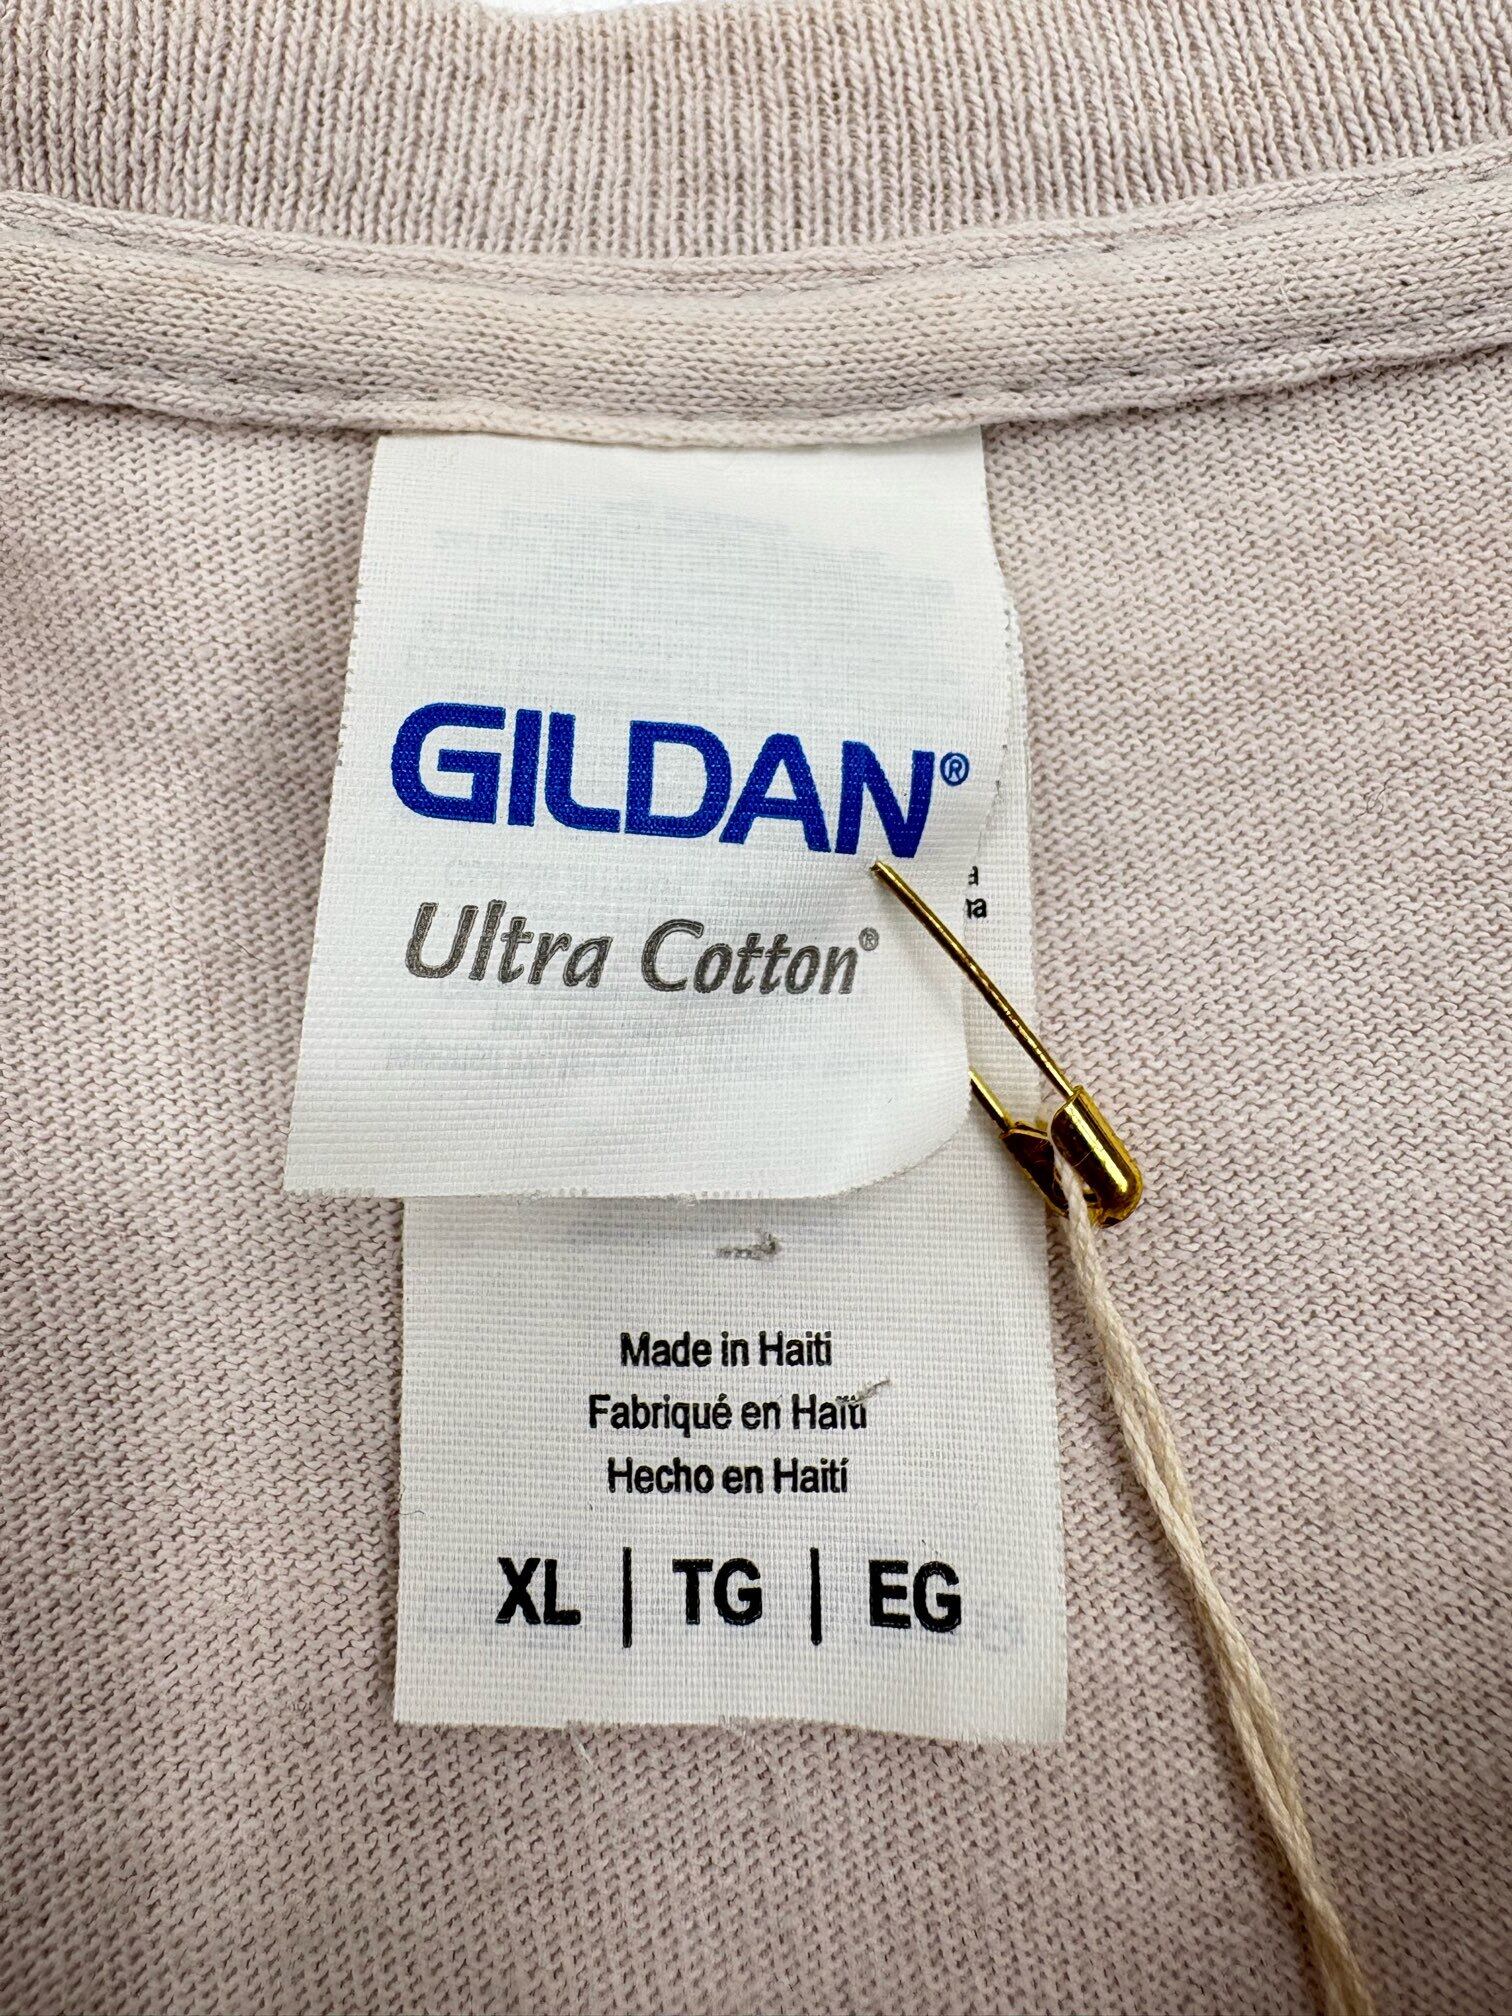 GILDAN®
Ultra Cotton®
Made in Haiti
Fabriqué en Haïti
Hecho en Haití
XL | TG | EG